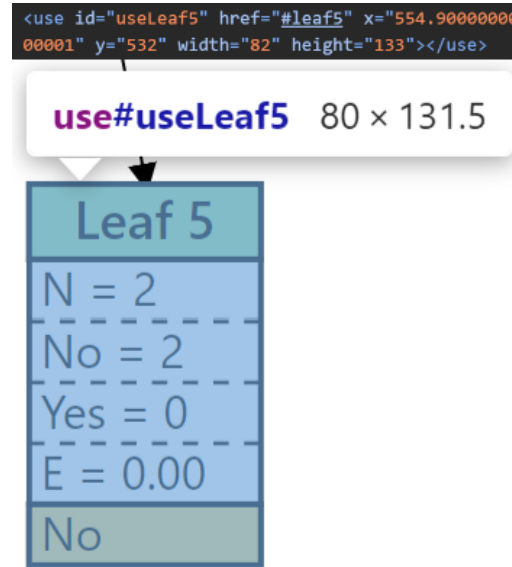 <use id="useLeaf5" href="#leaf5" x="554.90000000
00001" y="532" width="82" height="133"></use>
use#useLeaf5 80 × 131.5
Leaf 5
N = 2
No = 2
Yes = 0
E = 0.00
No